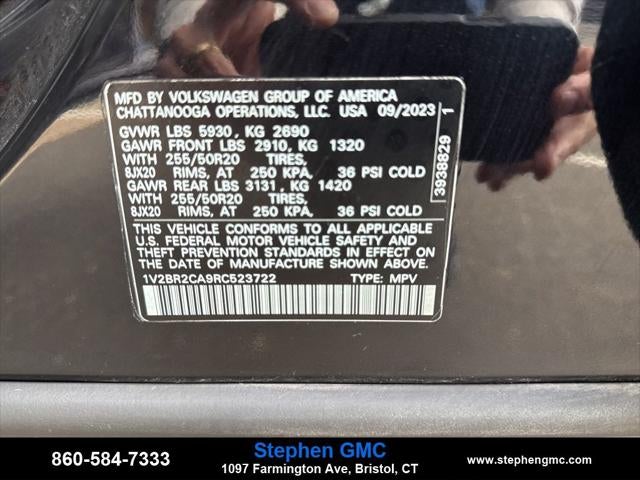 MFD BY VOLKSWAGEN GROUP OF AMERICA
CHATTANOOGA OPERATIONS, LLC. USA 09/2023
GVWR LBS 5930, KG 2690
GAWR FRONT LBS 2910, KG 1320
WITH 255/50R20 TIRES,
8JX20 RIMS, AT 250 KPA, 36 PSI COLD
GAWR REAR LBS 3131, KG 1420
WITH 255/50R20 TIRES,
8JX20 RIMS, AT 250 KPA, 36 PSI COLD
3938829 1
THIS VEHICLE CONFORMS TO ALL APPLICABLE
U.S. FEDERAL MOTOR VEHICLE SAFETY AND
THEFT PREVENTION STANDARDS IN EFFECT ON
THE DATE OF MANUFACTURE SHOWN ABOVE.
1V2BR2CA9RC523722 TYPE: MPV
860-584-7333
Stephen GMC
1097 Farmington Ave, Bristol, CT
www.stephengmc.com